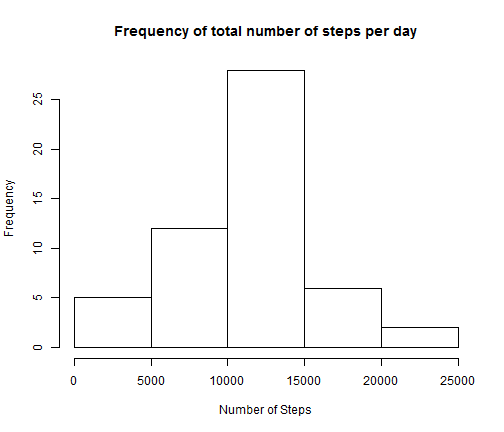 Frequency of total number of steps per day
Frequency
25
20
15
10
5
0
0 5000 10000 15000 20000 25000
Number of Steps